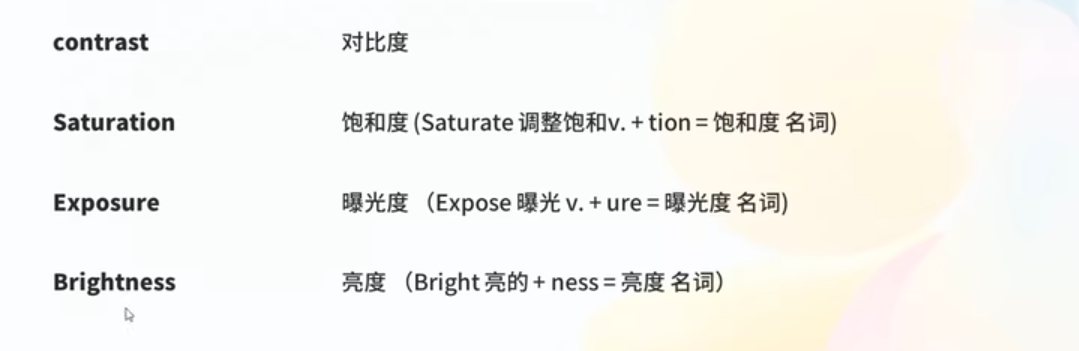 contrast 对比度
Saturation 饱和度 (Saturate 调整饱和v. + tion = 饱和度 名词)
Exposure 曝光度 （Expose 曝光 v. + ure = 曝光度 名词)
Brightness 亮度 （Bright 亮的 + ness = 亮度 名词）